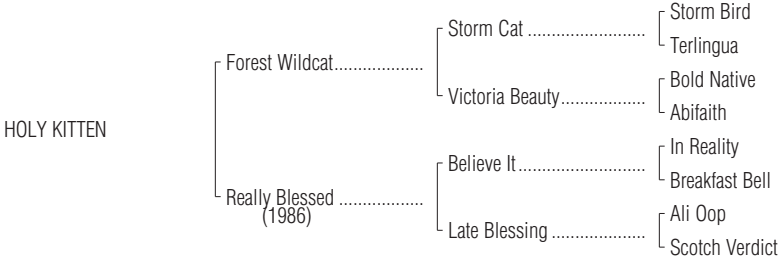 Storm Bird
Storm Cat ..........................
Terlingua
Forest Wildcat...................
Bold Native
Victoria Beauty..................
Abifaith
HOLY KITTEN
In Reality
Believe It...........................
Breakfast Bell
Really Blessed ..................
(1986)
Ali Oop
Late Blessing ....................
Scotch Verdict